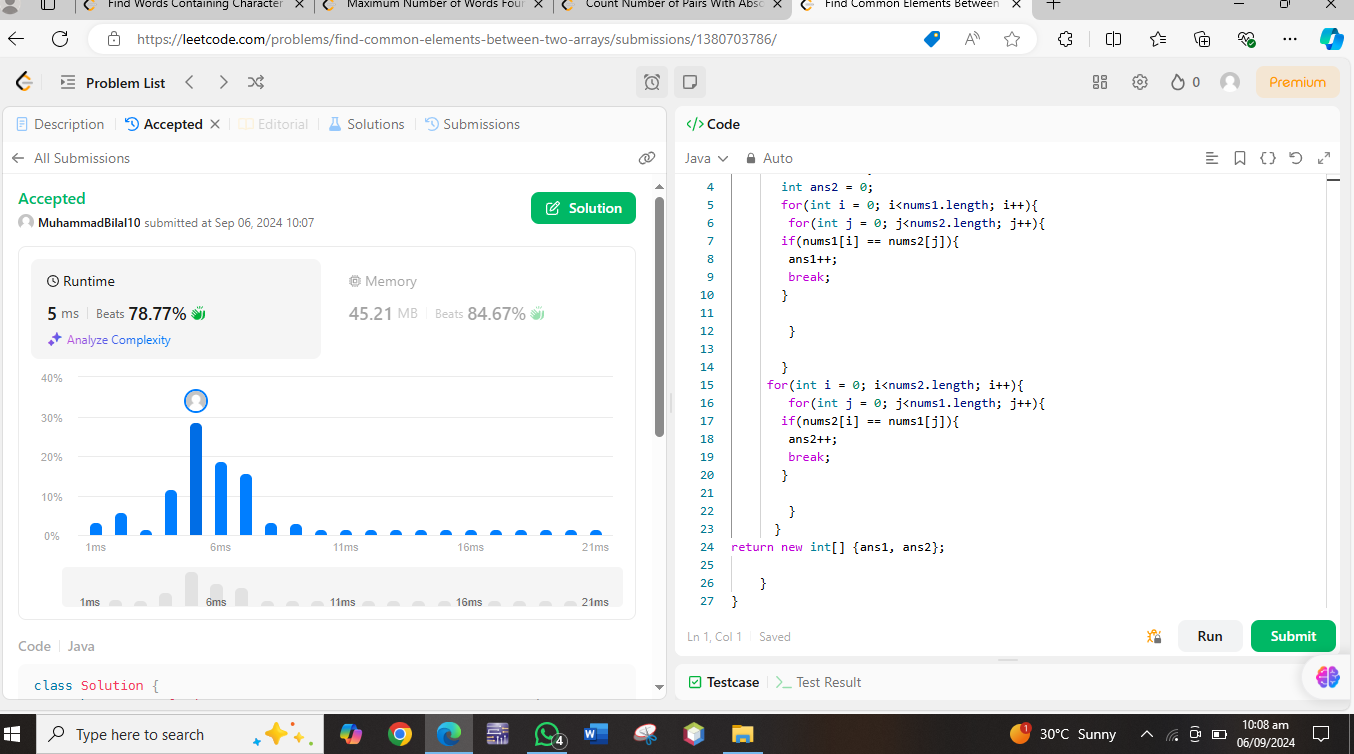 Find Words Containing Character
Maximum Number of Words Four
Count Number of Pairs With Abso
Find Common Elements Between
https://leetcode.com/problems/find-common-elements-between-two-arrays/submissions/1380703786/
Problem List
0
Premium
Description
Accepted
Editorial
Solutions
Submissions
All Submissions
Accepted
MuhammadBilal10 submitted at Sep 06, 2024 10:07
Solution
Runtime
5 ms Beats 78.77%
Analyze Complexity
Memory
45.21 MB Beats 84.67%
40%
30%
20%
10%
0%
1ms 6ms 11ms 16ms 21ms
1ms 6ms 11ms 16ms 21ms
Code Java
class Solution {
</> Code
Java Auto
4 int ans2 = 0;
5 for(int i = 0; i<nums1.length; i++){
6 for(int j = 0; j<nums2.length; j++){
7 if(nums1[i] == nums2[j]){
8 ans1++;
9 break;
10 }
11
12 }
13
14 }
15 for(int i = 0; i<nums2.length; i++){
16 for(int j = 0; j<nums1.length; j++){
17 if(nums2[i] == nums1[j]){
18 ans2++;
19 break;
20 }
21
22 }
23 }
24 return new int[] {ans1, ans2};
25
26 }
27 }
Ln 1, Col 1 Saved
Run
Submit
Testcase
Test Result
Type here to search
4
1
30°C Sunny
10:08 am
06/09/2024